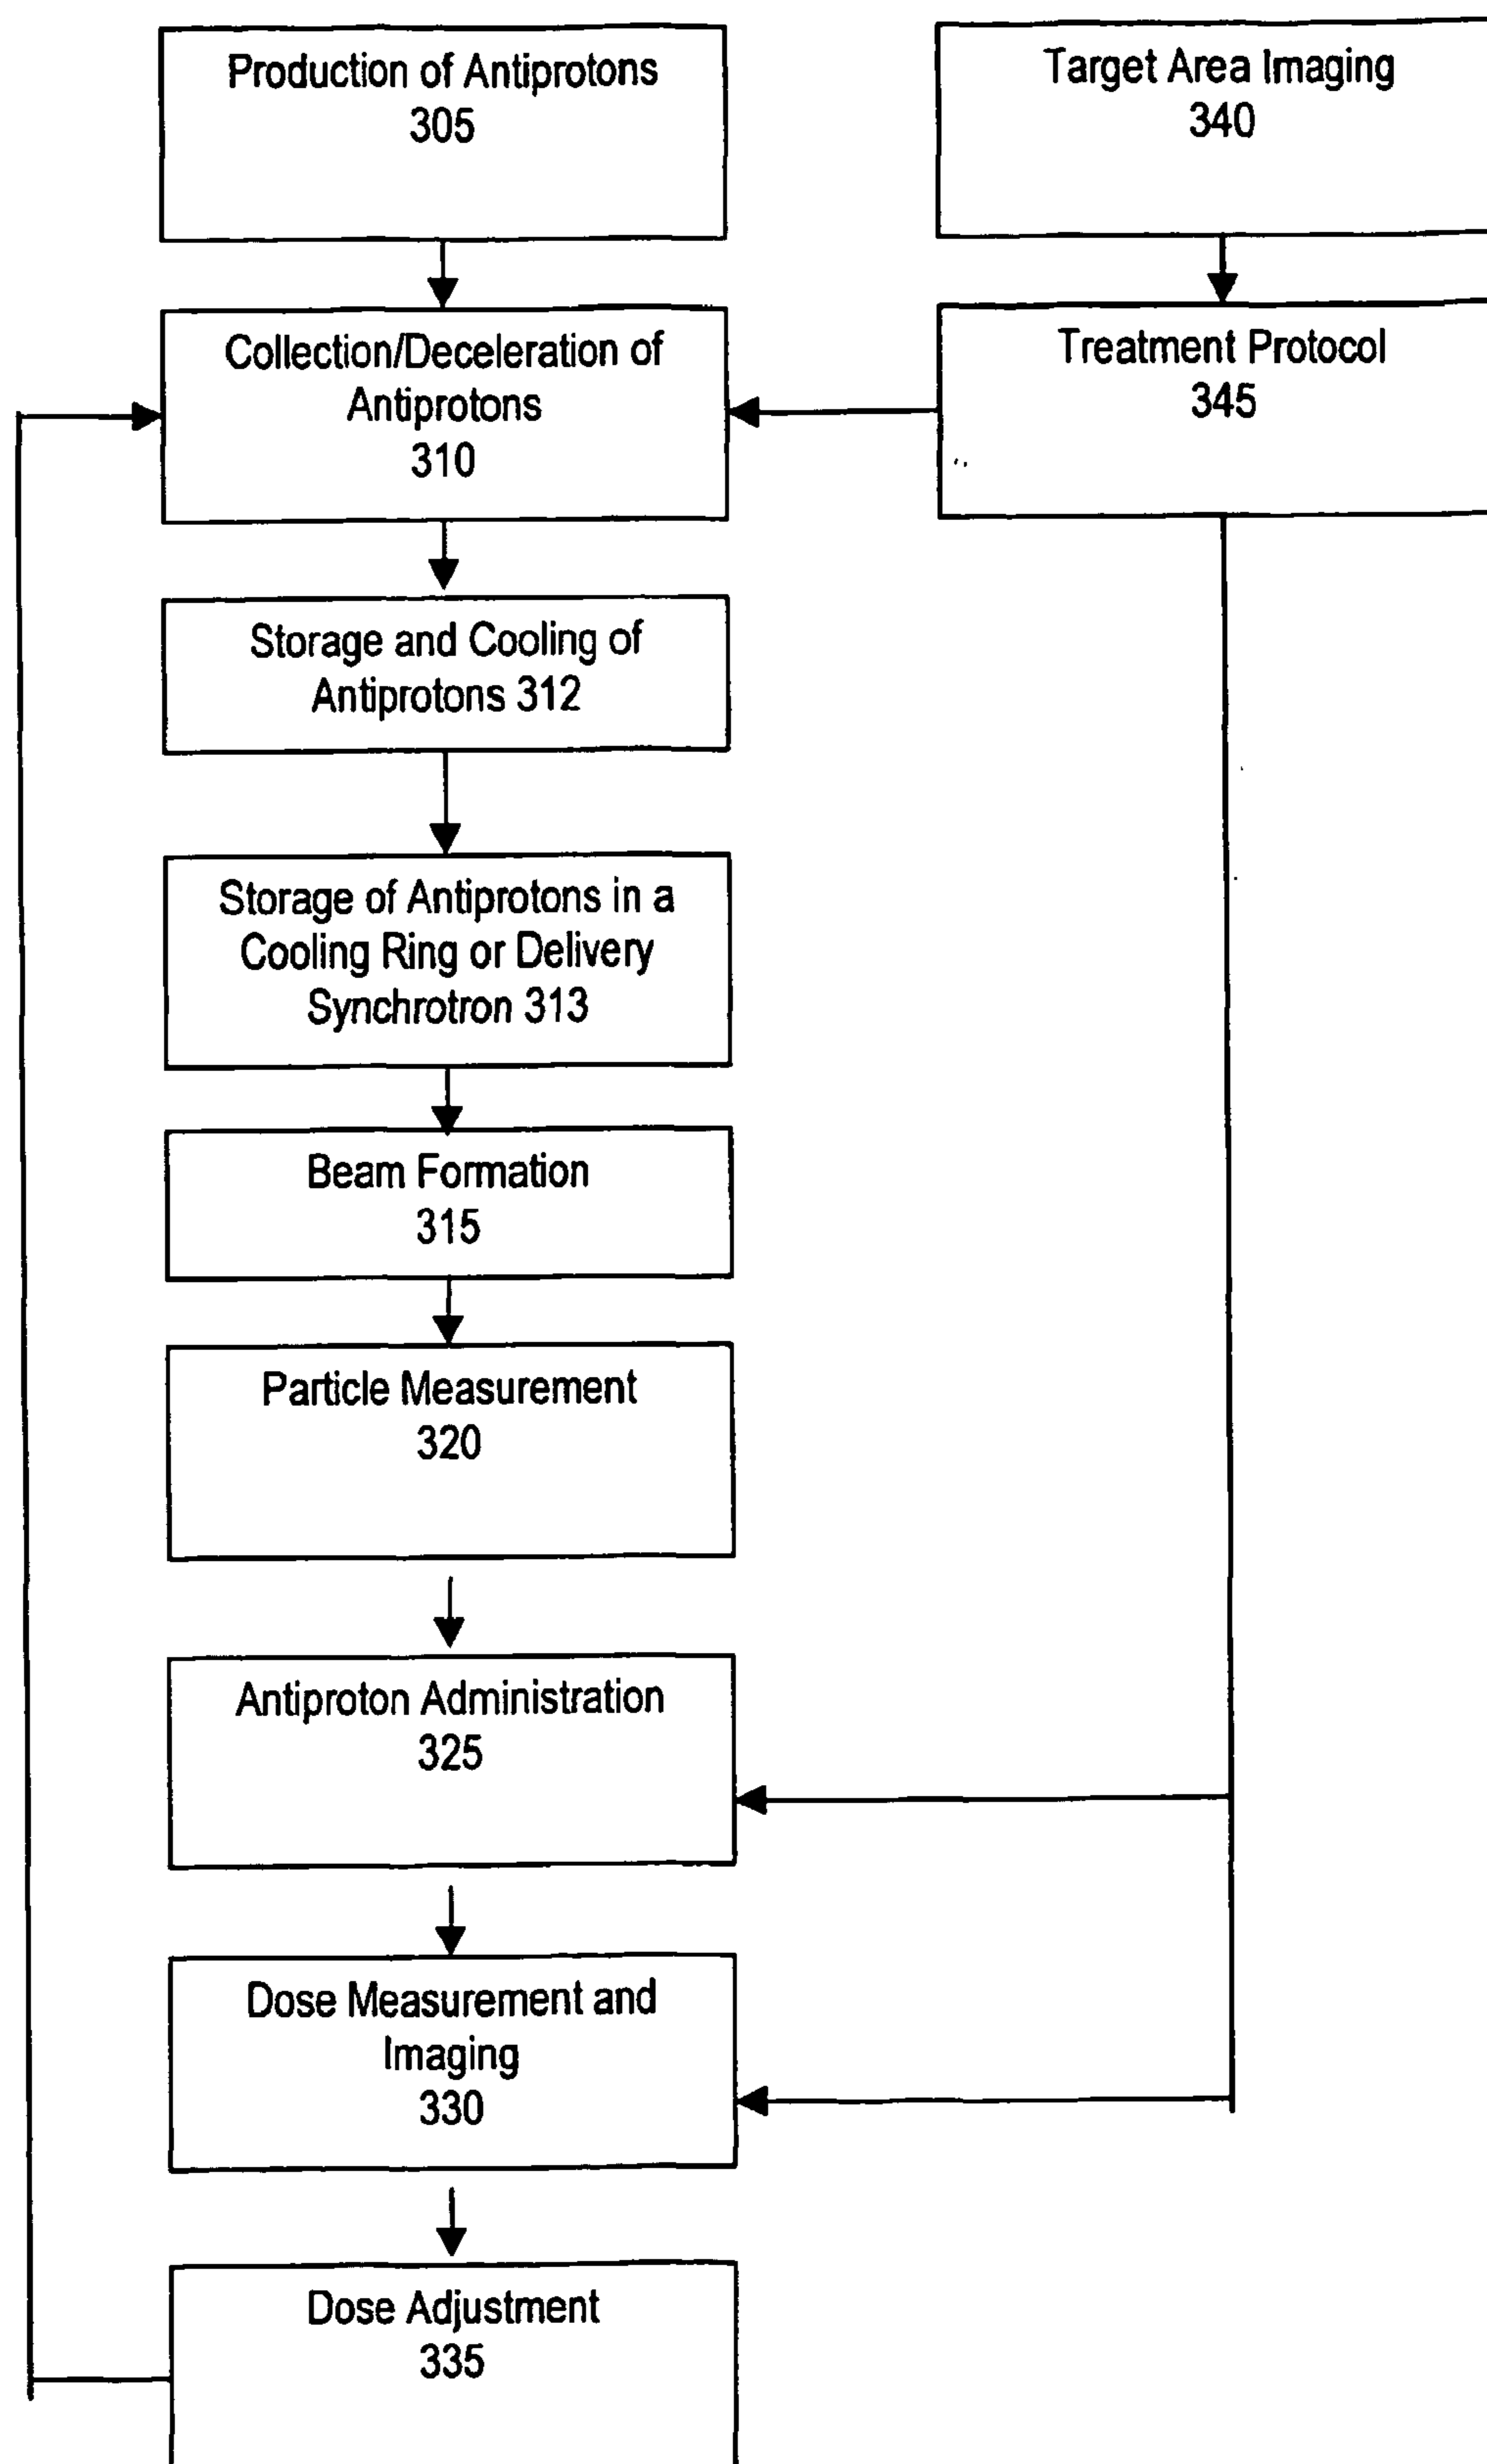 Production of Antiprotons
305
Target Area Imaging
340
Collection/Deceleration of
Antiprotons
310
Treatment Protocol
345
Storage and Cooling of
Antiprotons 312
Storage of Antiprotons in a
Cooling Ring or Delivery
Synchrotron 313
Beam Formation
315
Particle Measurement
320
Antiproton Administration
325
Dose Measurement and
Imaging
330
Dose Adjustment
335